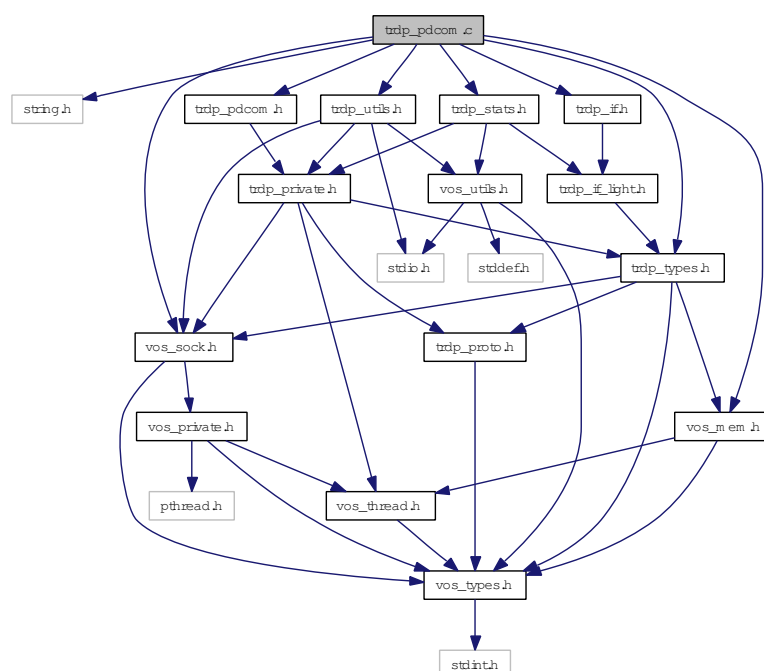 trdp_pdcom.c
string.h
trdp_pdcom.h
trdp_utils.h
trdp_stats.h
trdp_if.h
trdp_private.h
vos_utils.h
trdp_if_light.h
stdio.h
stddef.h
trdp_types.h
vos_sock.h
trdp_proto.h
vos_private.h
vos_mem.h
pthread.h
vos_thread.h
vos_types.h
stdint.h